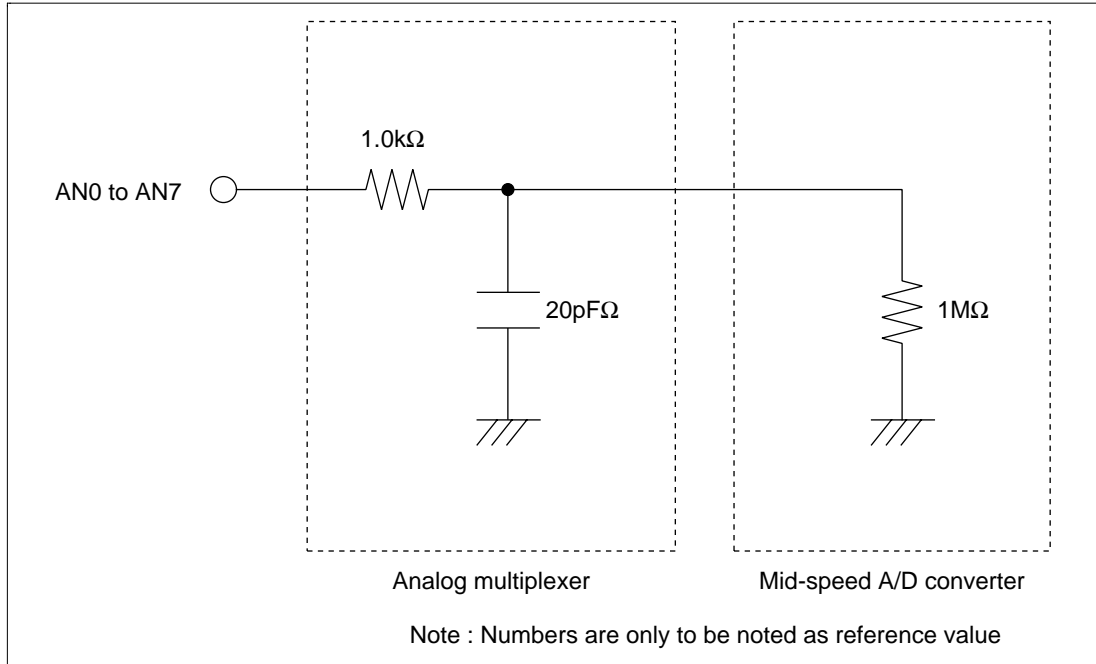 1.0kΩ
AN0 to AN7
20pFΩ
1MΩ
Analog multiplexer
Mid-speed A/D converter
Note : Numbers are only to be noted as reference value